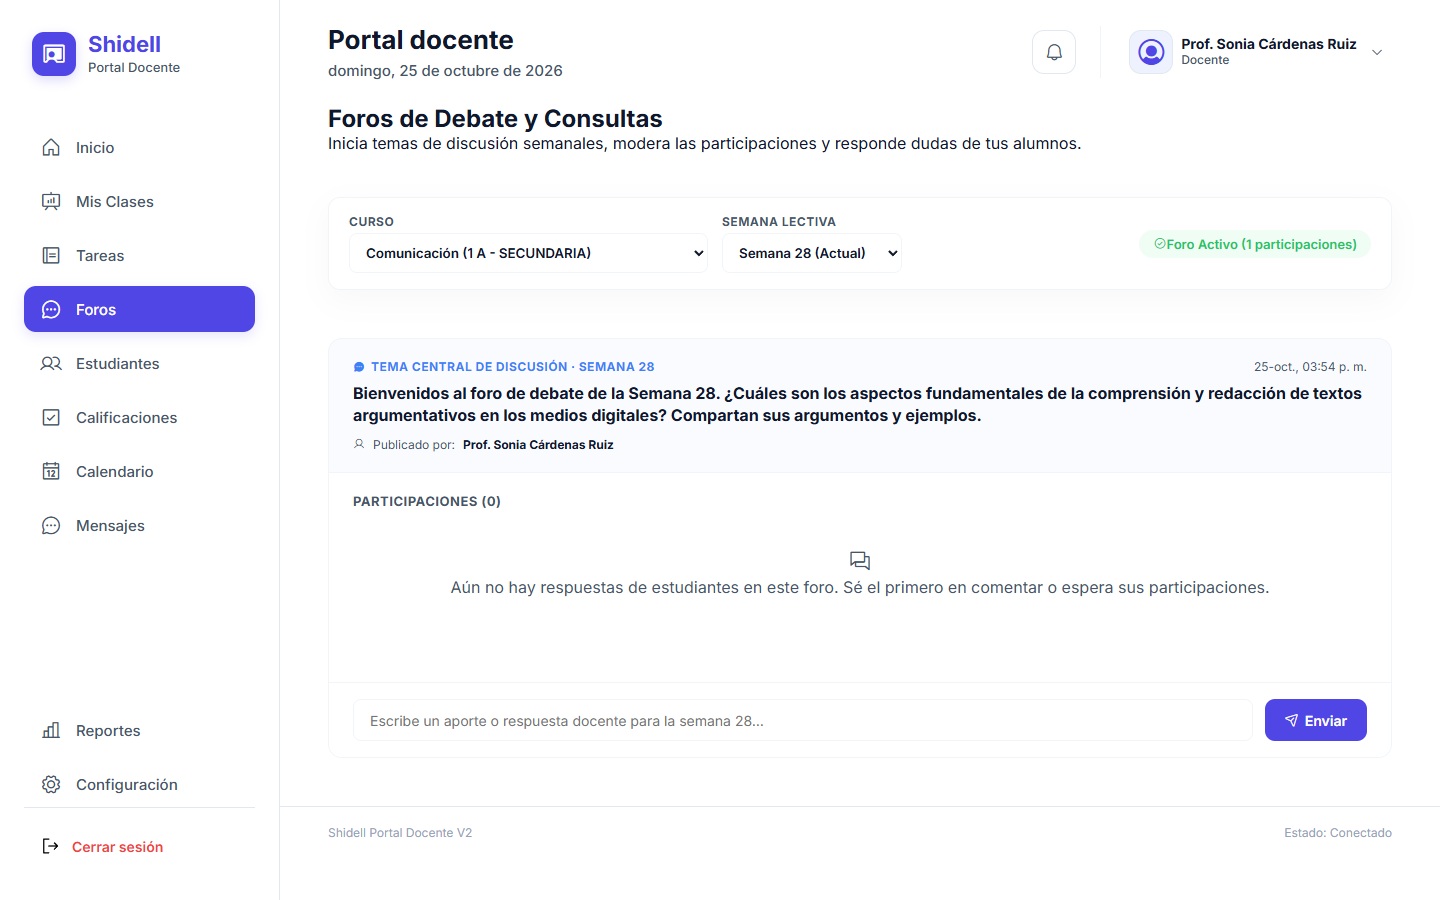 Shidell
Portal Docente
Inicio
Mis Clases
Tareas
Foros
Estudiantes
Calificaciones
12
Calendario
Mensajes
Reportes
Configuración
Cerrar sesión
Portal docente
domingo, 25 de octubre de 2026
Prof. Sonia Cárdenas Ruiz
Docente
Foros de Debate y Consultas
Inicia temas de discusión semanales, modera las participaciones y responde dudas de tus alumnos.
CURSO
Comunicación (1 A - SECUNDARIA)
SEMANA LECTIVA
Semana 28 (Actual)
Foro Activo (1 participaciones)
TEMA CENTRAL DE DISCUSIÓN · SEMANA 28
25-oct., 03:54 p. m.
Bienvenidos al foro de debate de la Semana 28. ¿Cuáles son los aspectos fundamentales de la comprensión y redacción de textos
argumentativos en los medios digitales? Compartan sus argumentos y ejemplos.
Publicado por: Prof. Sonia Cárdenas Ruiz
PARTICIPACIONES (0)
Aún no hay respuestas de estudiantes en este foro. Sé el primero en comentar o espera sus participaciones.
Escribe un aporte o respuesta docente para la semana 28...
Enviar
Shidell Portal Docente V2
Estado: Conectado